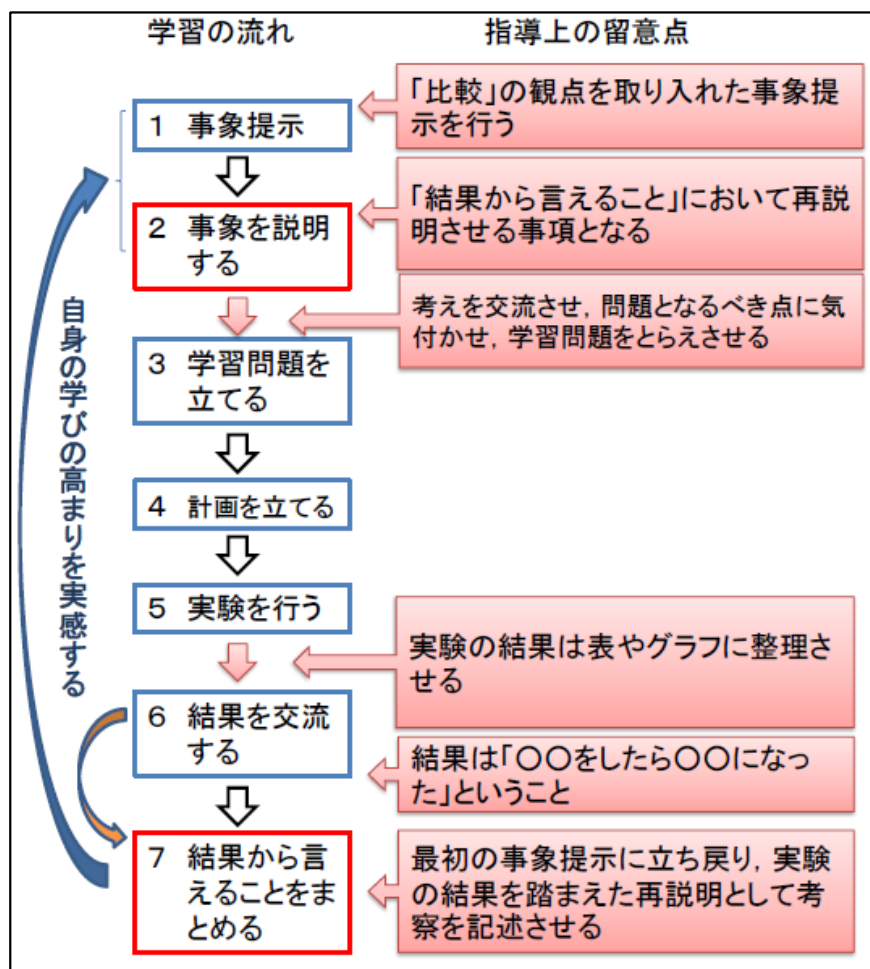 学習の流れ
指導上の留意点
「比較」の観点を取り入れた事象提
示を行う
1 事象提示
「結果から言えること」において再説
明させる事項となる
2 事象を説明
する
考えを交流させ，問題となるべき点に気
付かせ，学習問題をとらえさせる
3 学習問題を
立てる
4 計画を立てる
5 実験を行う
実験の結果は表やグラフに整理さ
せる
6 結果を交流
する
結果は「〇〇をしたら〇〇になっ
た」ということ
7 結果から言
えることをま
とめる
最初の事象提示に立ち戻り，実験
の結果を踏まえた再説明として考
察を記述させる
自身の学びの高まりを実感する